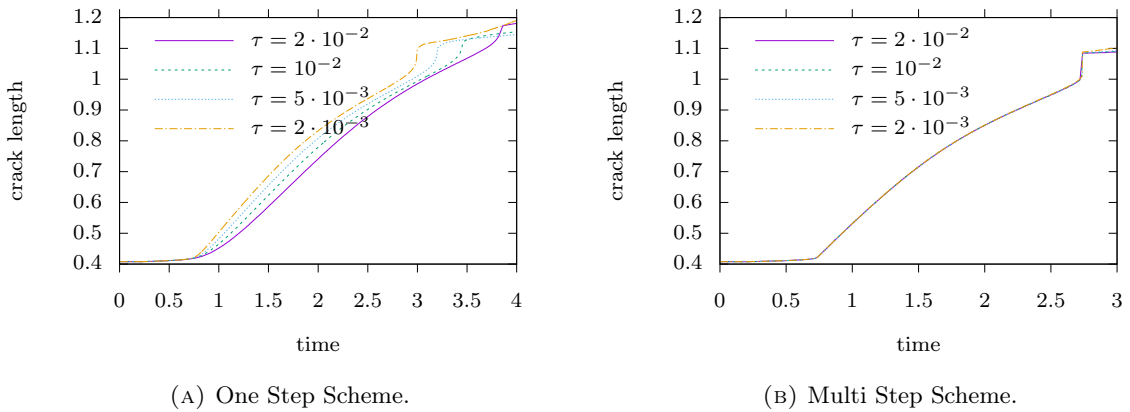 1.2
1.1
1
0.9
0.8
0.7
0.6
0.5
0.4
crack length
0 0.5 1 1.5 2 2.5 3 3.5 4
time
τ = 2 · 10⁻²
τ = 10⁻²
τ = 5 · 10⁻³
τ = 2 · 10⁻³
(A) One Step Scheme.
1.2
1.1
1
0.9
0.8
0.7
0.6
0.5
0.4
crack length
0 0.5 1 1.5 2 2.5 3
time
τ = 2 · 10⁻²
τ = 10⁻²
τ = 5 · 10⁻³
τ = 2 · 10⁻³
(B) Multi Step Scheme.